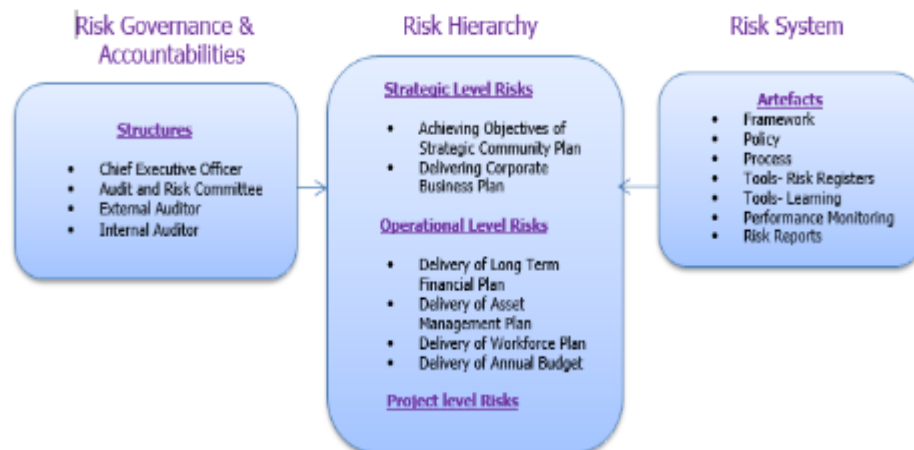 Risk Governance &
Accountabilities
Structures
• Chief Executive Officer
• Audit and Risk Committee
• External Auditor
• Internal Auditor
Risk Hierarchy
Strategic Level Risks
• Achieving Objectives of
Strategic Community Plan
• Delivering Corporate
Business Plan
Operational Level Risks
• Delivery of Long Term
Financial Plan
• Delivery of Asset
Management Plan
• Delivery of Workforce Plan
• Delivery of Annual Budget
Project level Risks
Risk System
Artefacts
• Framework
• Policy
• Process
• Tools- Risk Registers
• Tools- Learning
• Performance Monitoring
• Risk Reports